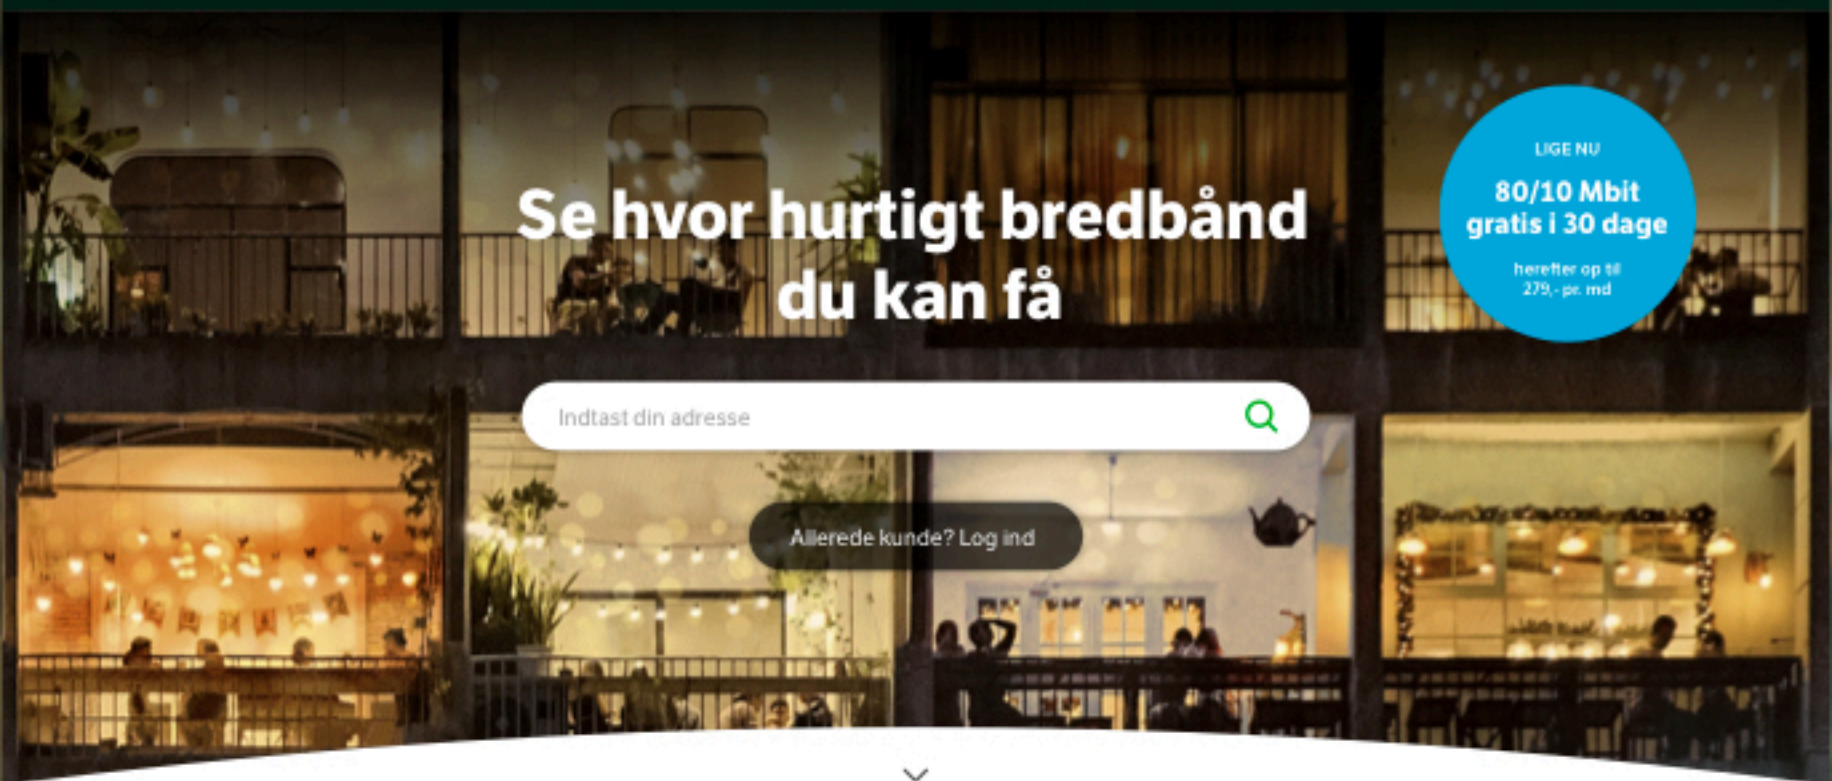 Se hvor hurtigt bredbånd
du kan få
LIGE NU
80/10 Mbit
gratis i 30 dage
herefter op til
279,- pr. md
Indtast din adresse
Allerede kunde? Log ind